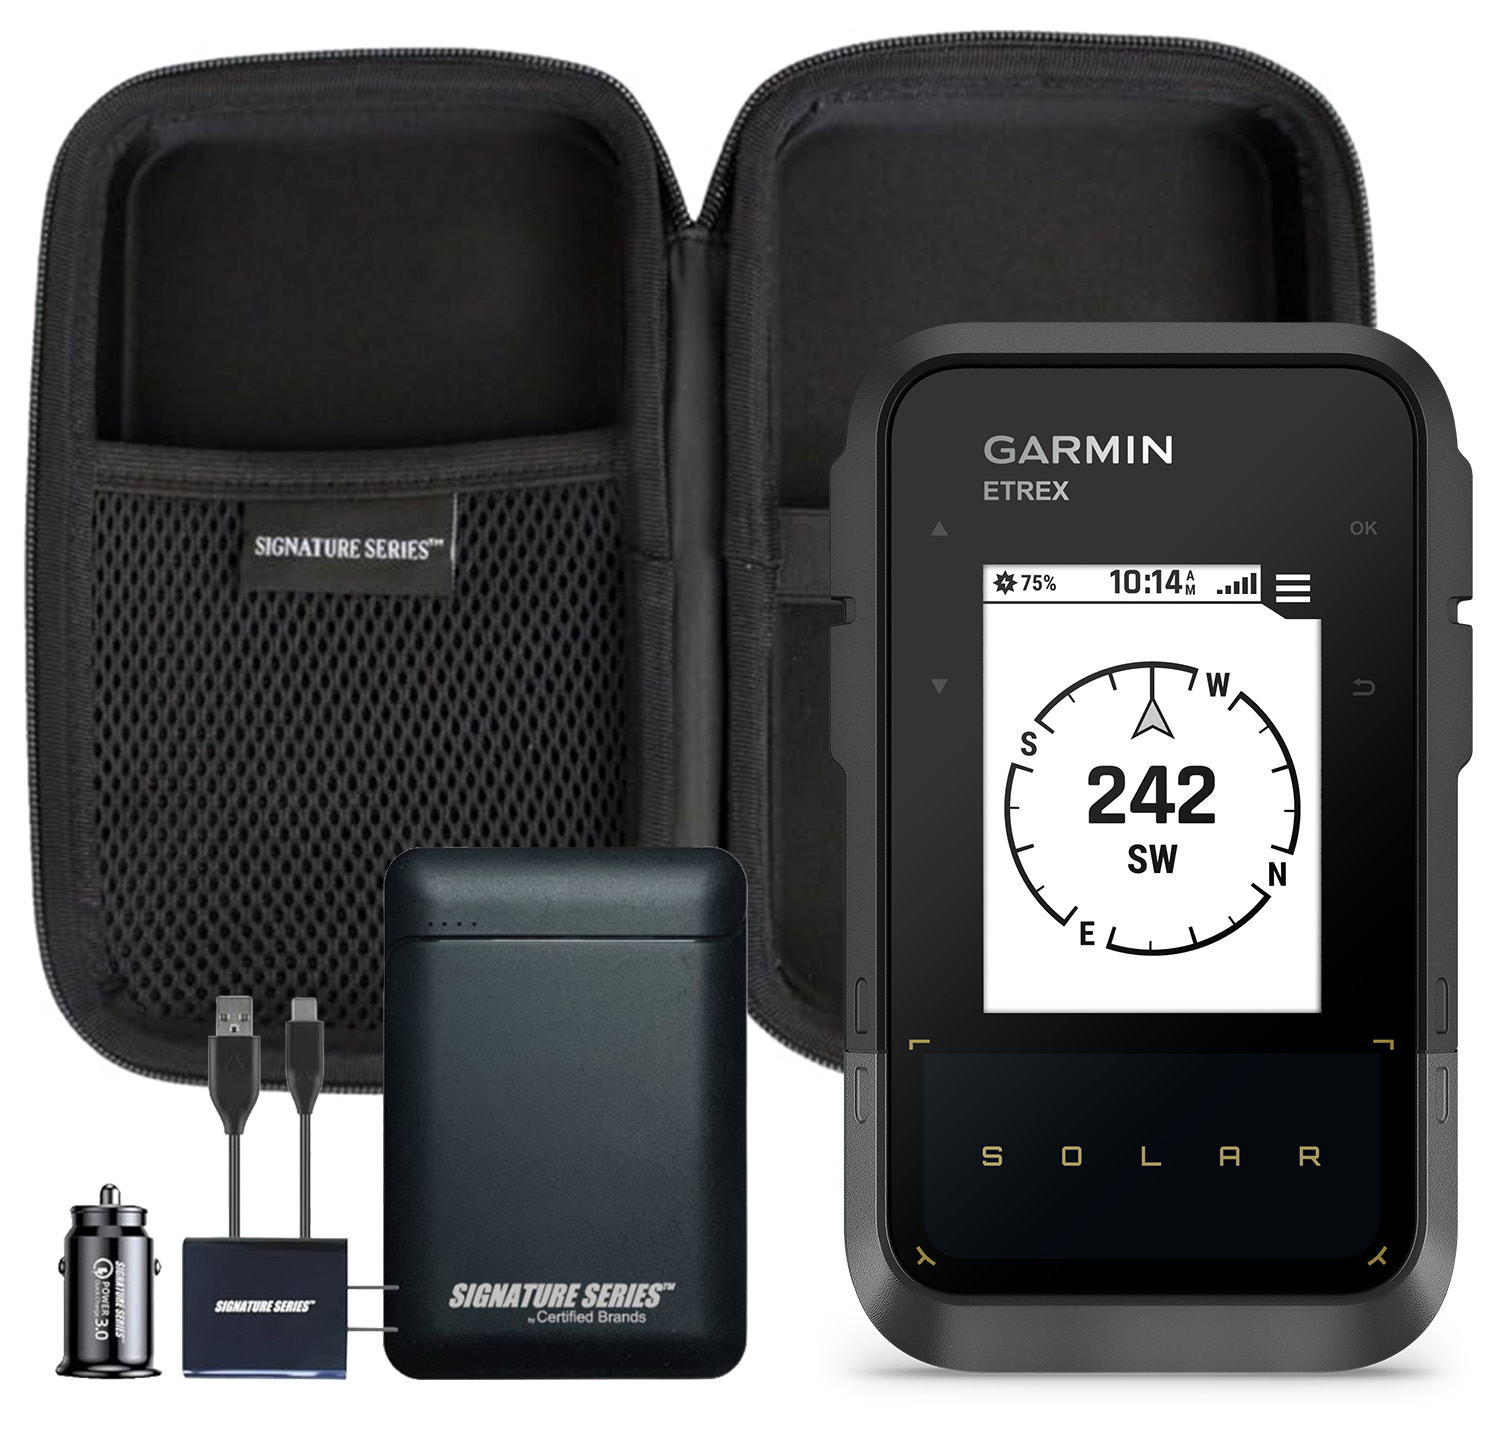 SIGNATURE SERIES™
GARMIN
ETREX
OK
75%
10:14 AM
W
S
242
SW
N
E
S O L A R
SIGNATURE SERIES™
POWER 3.0
SIGNATURE SERIES™
SIGNATURE SERIES™
by Certified Brands